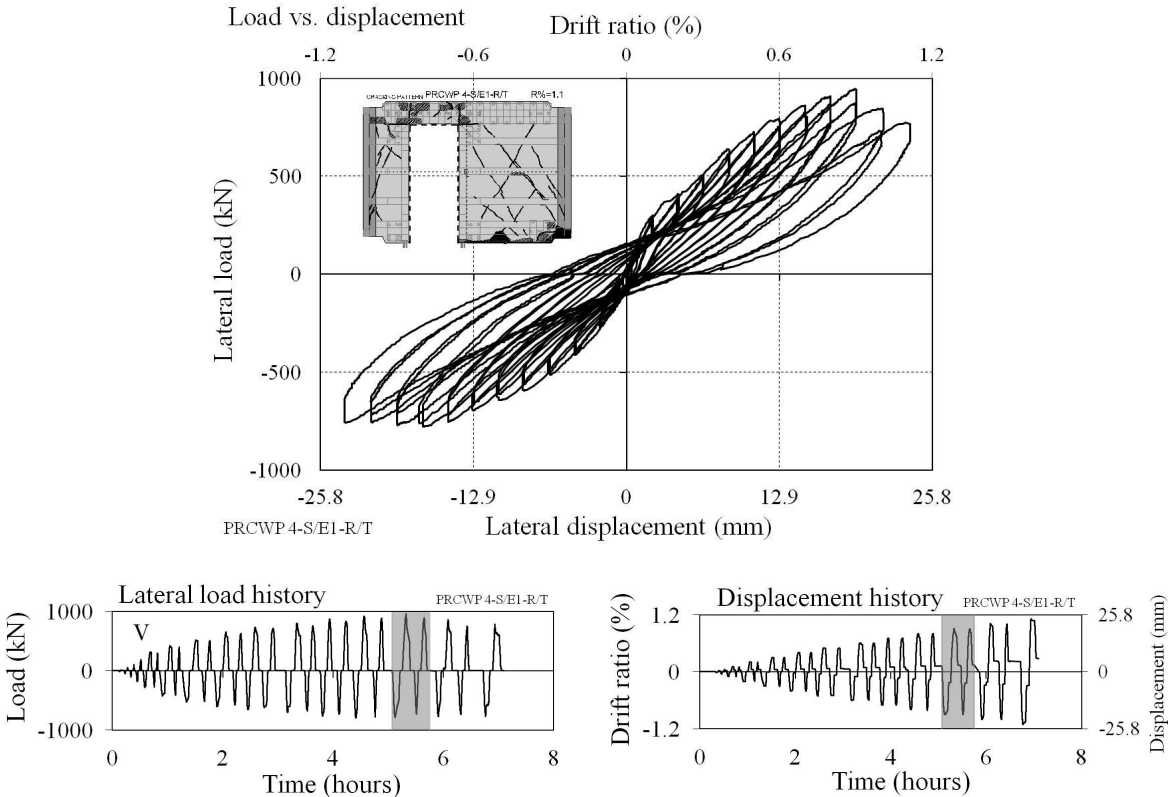 Load vs. displacement
Drift ratio (%)
-1.2 -0.6 0 0.6 1.2
1000
500
0
-500
-1000
Lateral load (kN)
CRACKING PATTERN PRCWP 4-S/E1-R/T R%=1.1
-25.8 -12.9 0 12.9 25.8
PRCWP 4-S/E1-R/T
Lateral displacement (mm)
Lateral load history
PRCWP 4-S/E1-R/T
V
1000
0
-1000
Load (kN)
0 2 4 6 8
Time (hours)
Displacement history
PRCWP 4-S/E1-R/T
1.2
0
-1.2
Drift ratio (%)
25.8
0
-25.8
Displacement (mm)
0 2 4 6 8
Time (hours)